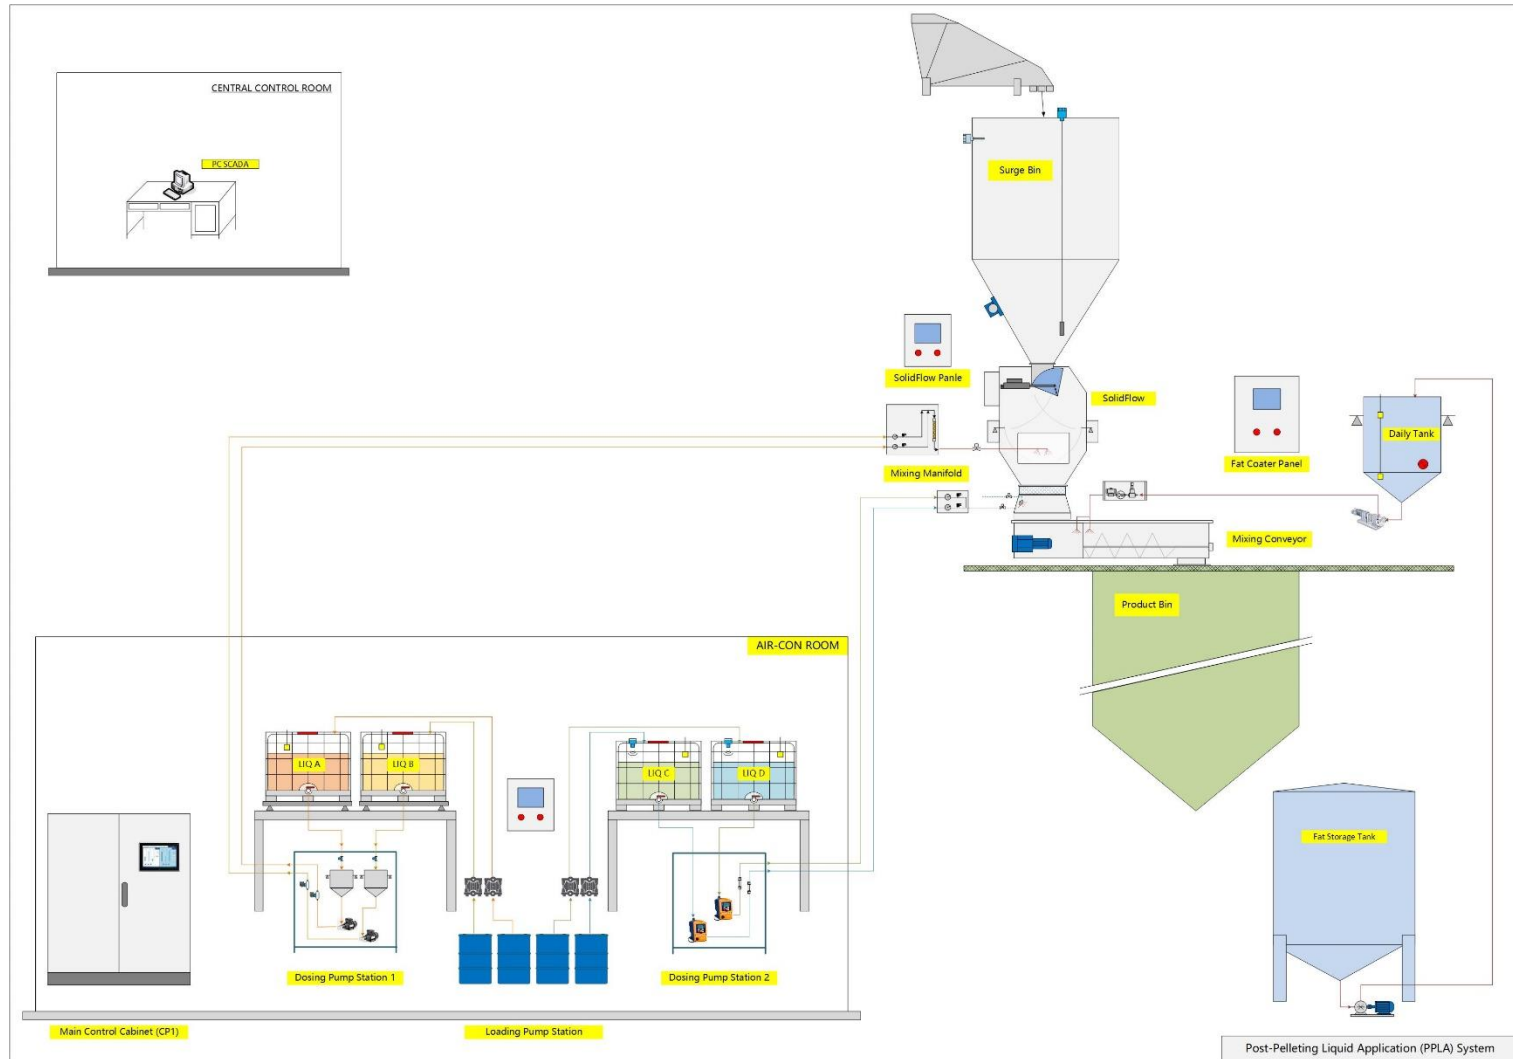 CENTRAL CONTROL ROOM
PC SCADA
Surge Bin
SolidFlow Panle
SolidFlow
Daily Tank
Mixing Manifold
Fat Coater Panel
Mixing Conveyor
Product Bin
AIR-CON ROOM
LIQ A
LIQ B
LIQ C
LIQ D
Fat Storage Tank
Dosing Pump Station 1
Dosing Pump Station 2
Main Control Cabinet (CP1)
Loading Pump Station
Post-Pelleting Liquid Application (PPLA) System